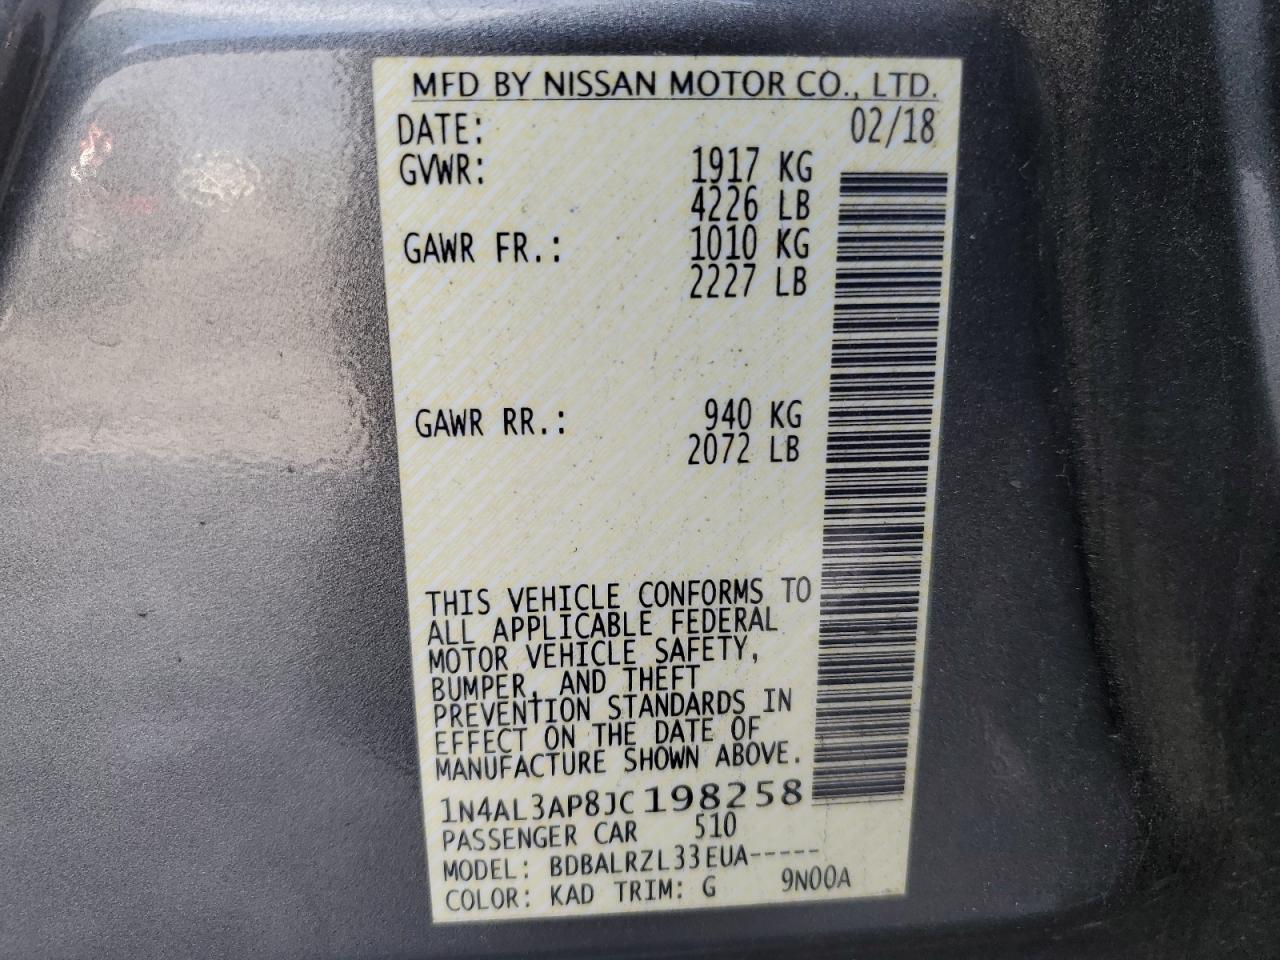 MFD BY NISSAN MOTOR CO., LTD.
DATE: 02/18
GVWR: 1917 KG
4226 LB
GAWR FR.: 1010 KG
2227 LB
GAWR RR.: 940 KG
2072 LB
THIS VEHICLE CONFORMS TO
ALL APPLICABLE FEDERAL
MOTOR VEHICLE SAFETY,
BUMPER, AND THEFT
PREVENTION STANDARDS IN
EFFECT ON THE DATE OF
MANUFACTURE SHOWN ABOVE.
1N4AL3AP8JC198258
PASSENGER CAR 510
MODEL: BDBALRZL33EUA-----
COLOR: KAD TRIM: G 9N00A